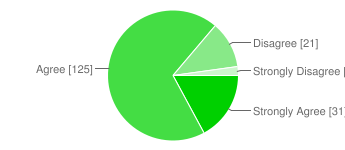 Disagree [21]
Agree [125]
Strongly Disagree [
Strongly Agree [31]